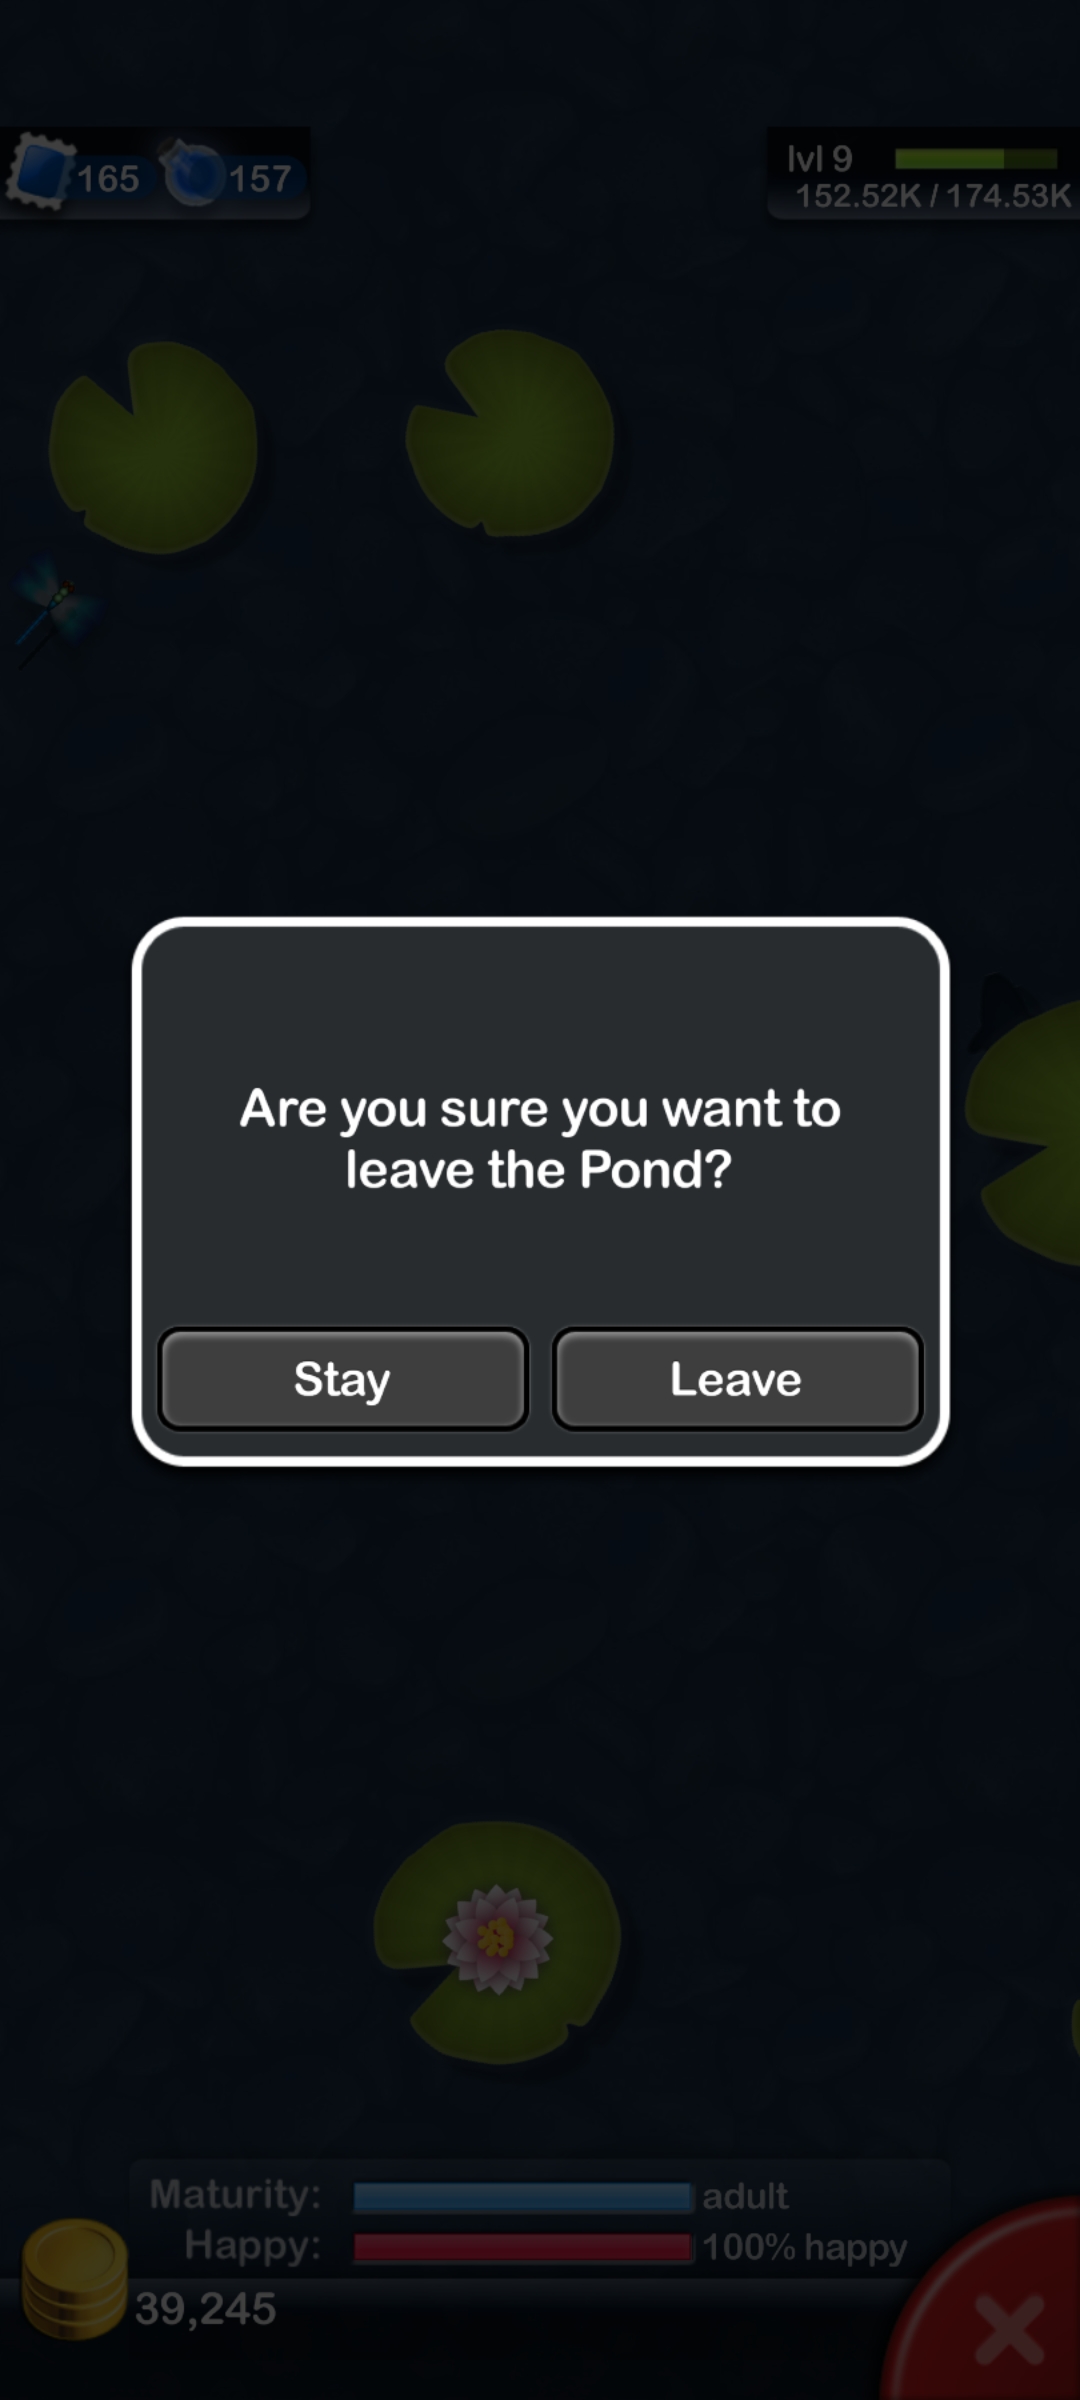 165 157
lvl 9
152.52K / 174.53K
Are you sure you want to
leave the Pond?
Stay Leave
Maturity: adult
Happy: 100% happy
39,245